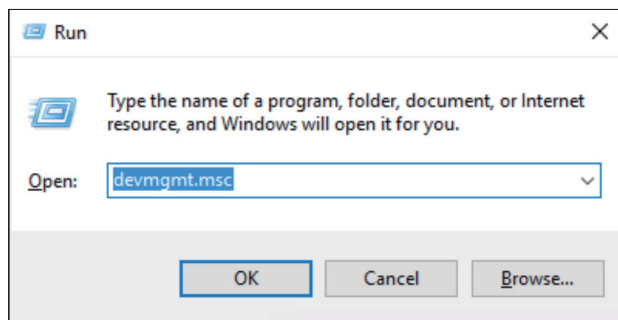 Run
Type the name of a program, folder, document, or Internet
resource, and Windows will open it for you.
Open: devmgmt.msc
OK Cancel Browse...